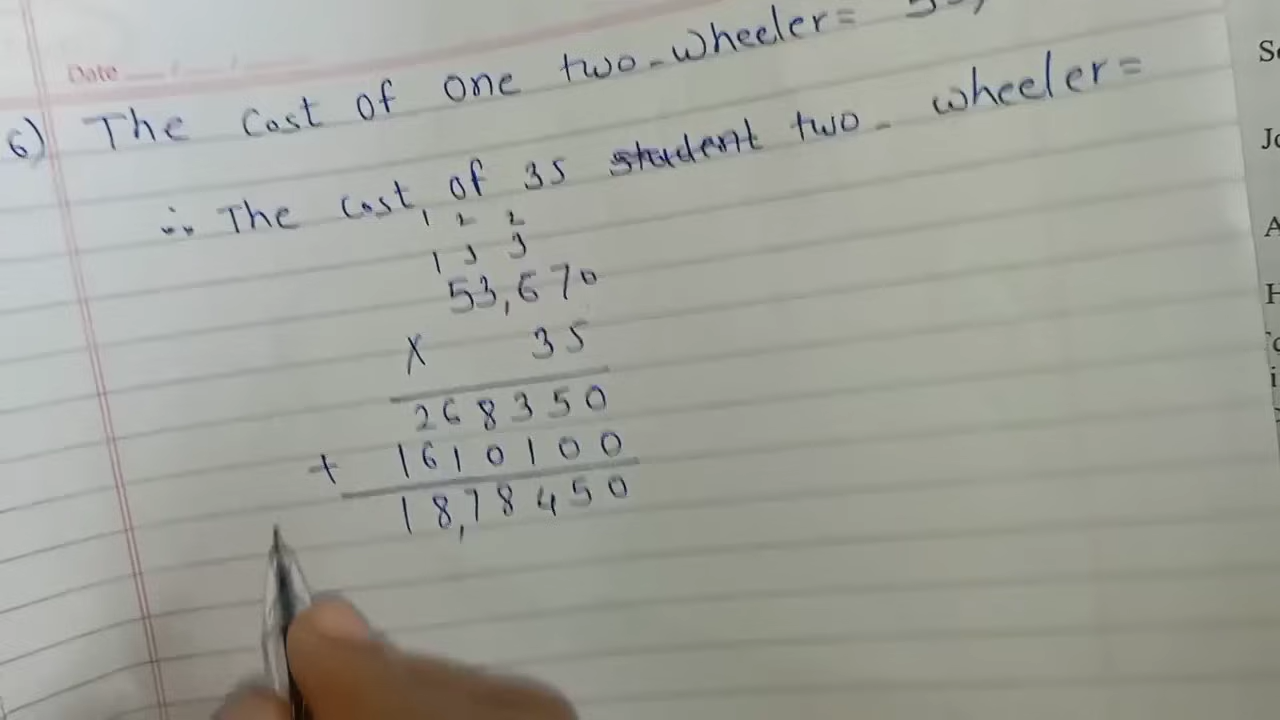 Date
6) The Cost of one two-wheeler=
∴ The cost of 35 student two- wheeler=
1 2 2
1 3 3
53,670
X 35
268350
+ 1610100
18,78450